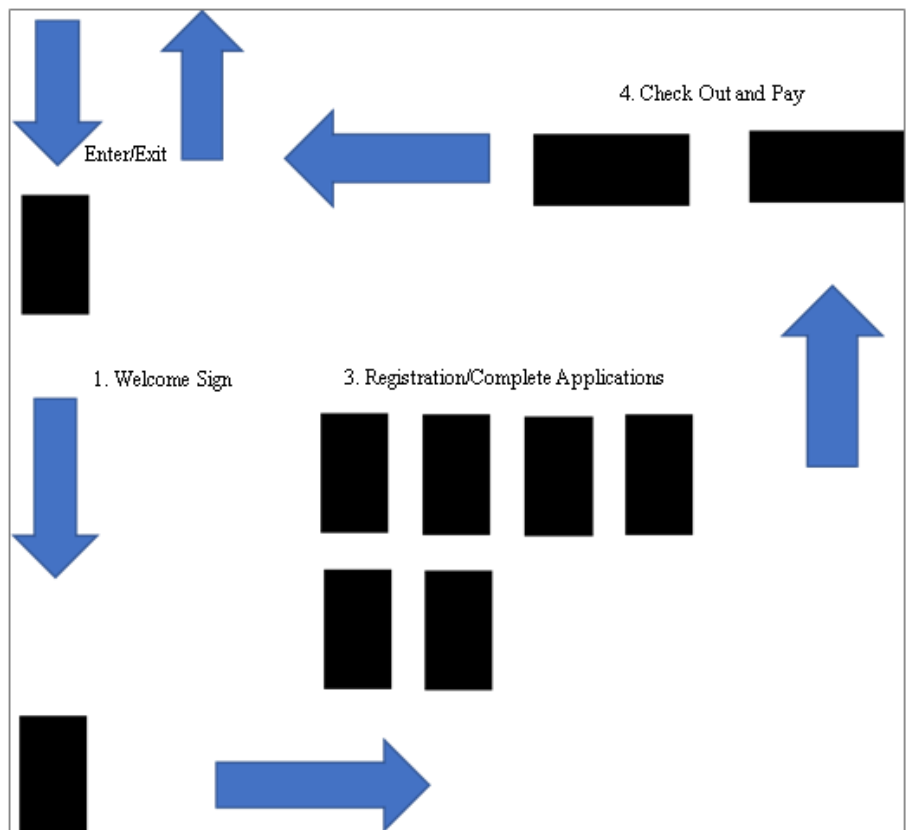 4. Check Out and Pay
Enter/Exit
1. Welcome Sign
3. Registration/Complete Applications